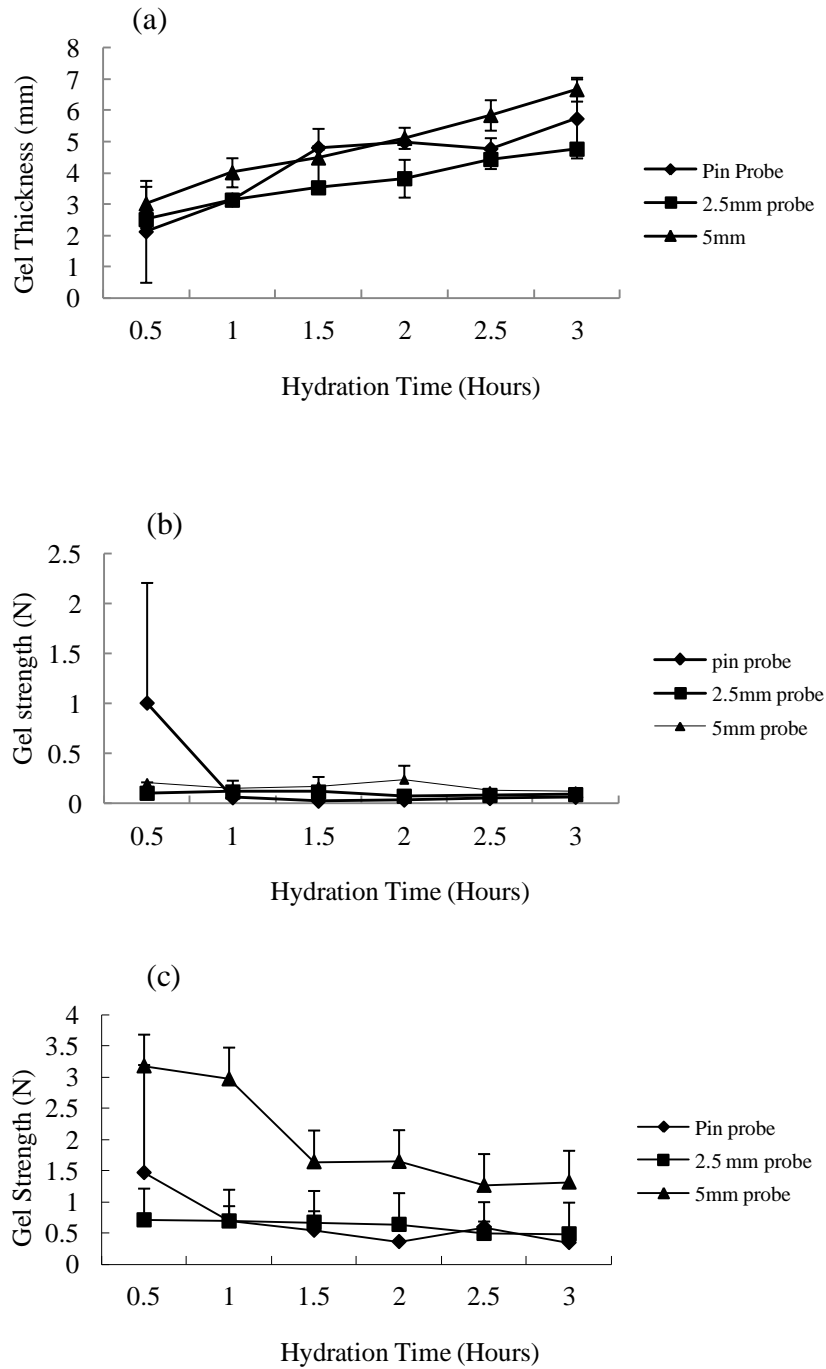 (a)
Gel Thickness (mm)
8
7
6
5
4
3
2
1
0
0.5 1 1.5 2 2.5 3
Hydration Time (Hours)
Pin Probe
2.5mm probe
5mm
(b)
Gel strength (N)
2.5
2
1.5
1
0.5
0
0.5 1 1.5 2 2.5 3
Hydration Time (Hours)
pin probe
2.5mm probe
5mm probe
(c)
Gel Strength (N)
4
3.5
3
2.5
2
1.5
1
0.5
0
0.5 1 1.5 2 2.5 3
Hydration Time (Hours)
Pin probe
2.5 mm probe
5mm probe